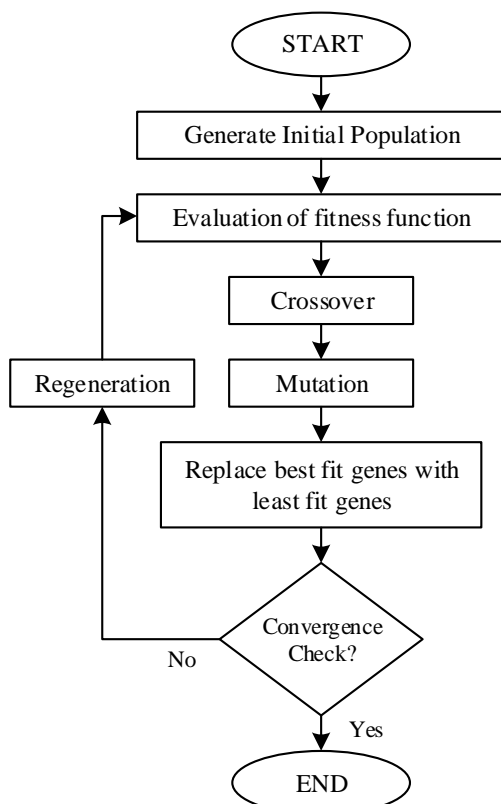 START
Generate Initial Population
Evaluation of fitness function
Crossover
Regeneration
Mutation
Replace best fit genes with
least fit genes
Convergence
Check?
No
Yes
END